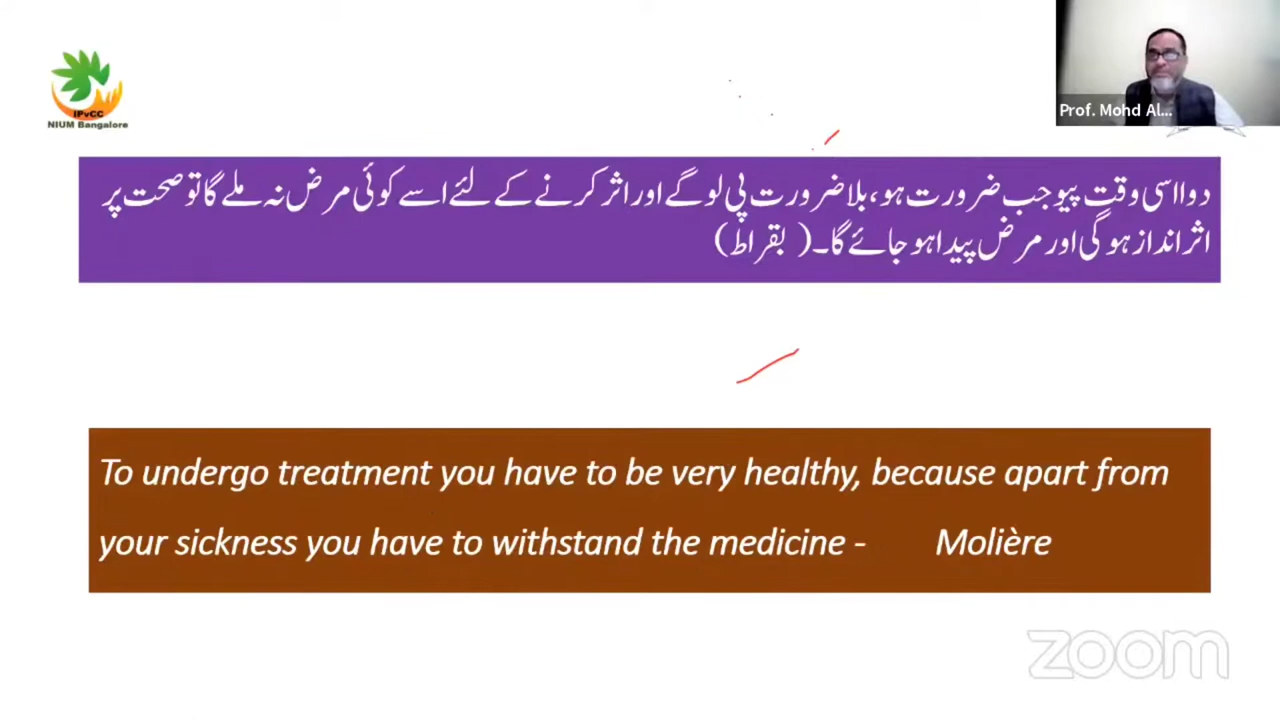 IPvCC
NIUM Bangalore
Prof. Mohd Al...
دوا اسی وقت پیو جب ضرورت ہو، بلا ضرورت پی لوگے اور اثر کرنے کے لئے اسے کوئی مرض نہ ملے گا تو صحت پر
اثر انداز ہوگی اور مرض پیدا ہو جائے گا۔ (بقراط)
To undergo treatment you have to be very healthy, because apart from
your sickness you have to withstand the medicine - Molière
zoom